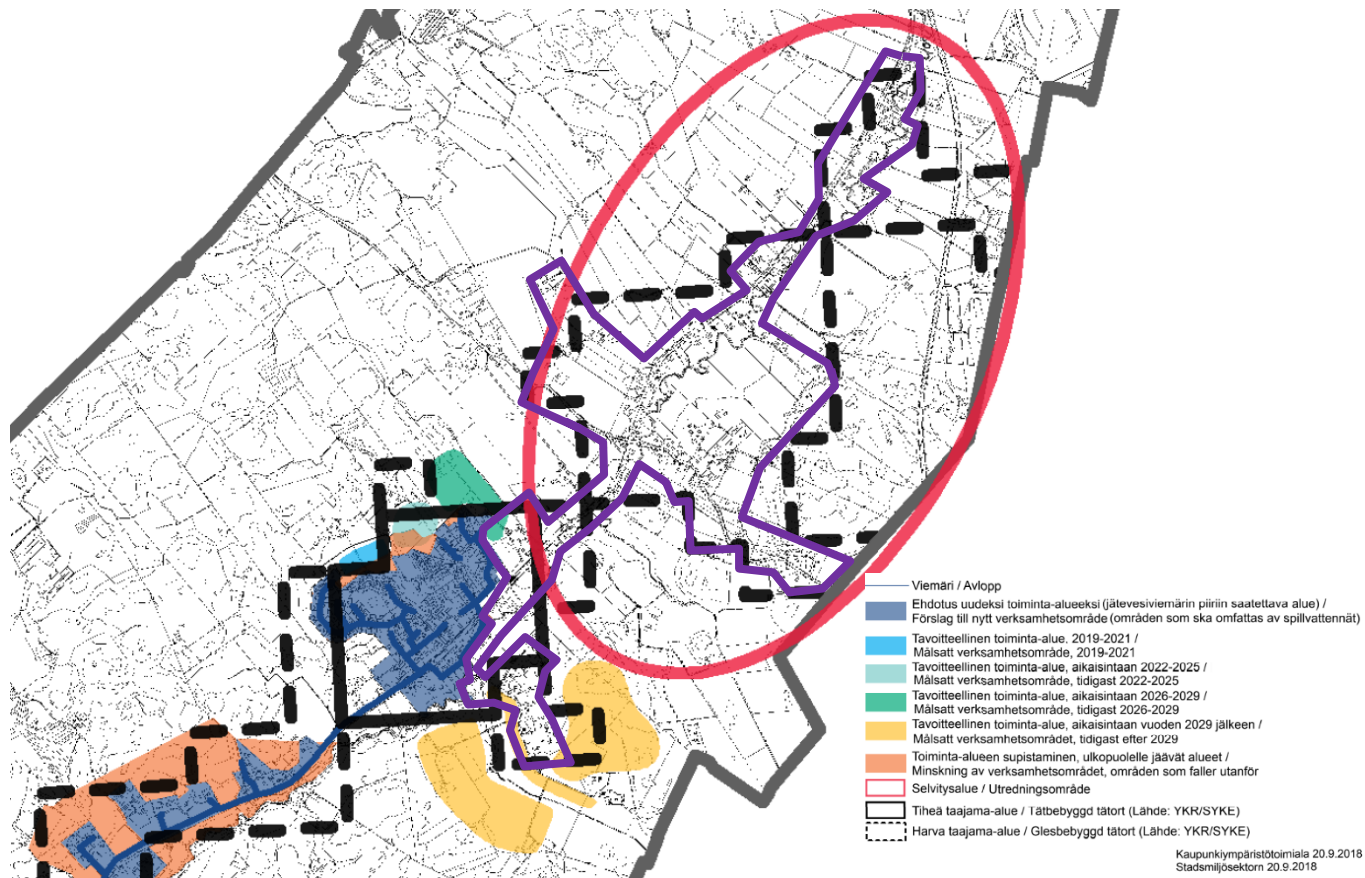 Viemäri / Avlopp
Ehdotus uudeksi toiminta-alueeksi (jätevesiviemärin piiriin saatettava alue) /
Förslag till nytt verksamhetsområde (områden som ska omfattas av spillvattennät)
Tavoitteellinen toiminta-alue, 2019-2021 /
Målsatt verksamhetsområde, 2019-2021
Tavoitteellinen toiminta-alue, aikaisintaan 2022-2025 /
Målsatt verksamhetsområde, tidigast 2022-2025
Tavoitteellinen toiminta-alue, aikaisintaan 2026-2029 /
Målsatt verksamhetsområde, tidigast 2026-2029
Tavoitteellinen toiminta-alue, aikaisintaan vuoden 2029 jälkeen /
Målsatt verksamhetsområdet, tidigast efter 2029
Toiminta-alueen supistaminen, ulkopuolelle jäävät alueet /
Minskning av verksamhetsområdet, områden som faller utanför
Selvitysalue / Utredningsområde
Tiheä taajama-alue / Tätbebyggd tätort (Lähde: YKR/SYKE)
Harva taajama-alue / Glesbebyggd tätort (Lähde: YKR/SYKE)
Kaupunkiympäristötoimiala 20.9.2018
Stadsmiljösektorn 20.9.2018